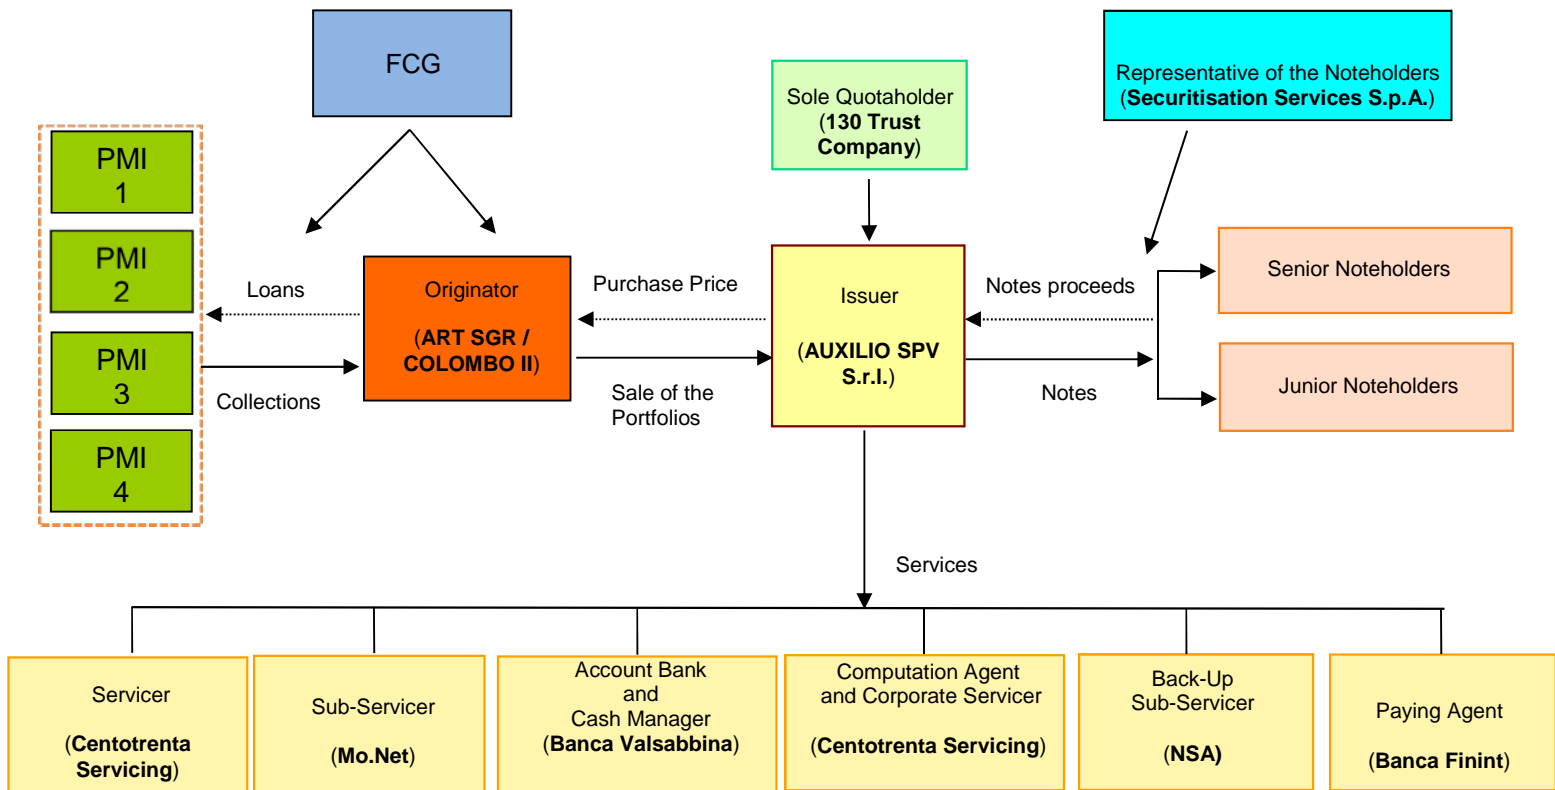 FCG
Sole Quotaholder
(130 Trust
Company)
Representative of the Noteholders
(Securitisation Services S.p.A.)
PMI
1
PMI
2
PMI
3
PMI
4
Loans
Collections
Originator
(ART SGR /
COLOMBO II)
Purchase Price
Sale of the
Portfolios
Issuer
(AUXILIO SPV
S.r.l.)
Notes proceeds
Notes
Senior Noteholders
Junior Noteholders
Services
Servicer
(Centotrenta
Servicing)
Sub-Servicer
(Mo.Net)
Account Bank
and
Cash Manager
(Banca Valsabbina)
Computation Agent
and Corporate Servicer
(Centotrenta Servicing)
Back-Up
Sub-Servicer
(NSA)
Paying Agent
(Banca Finint)